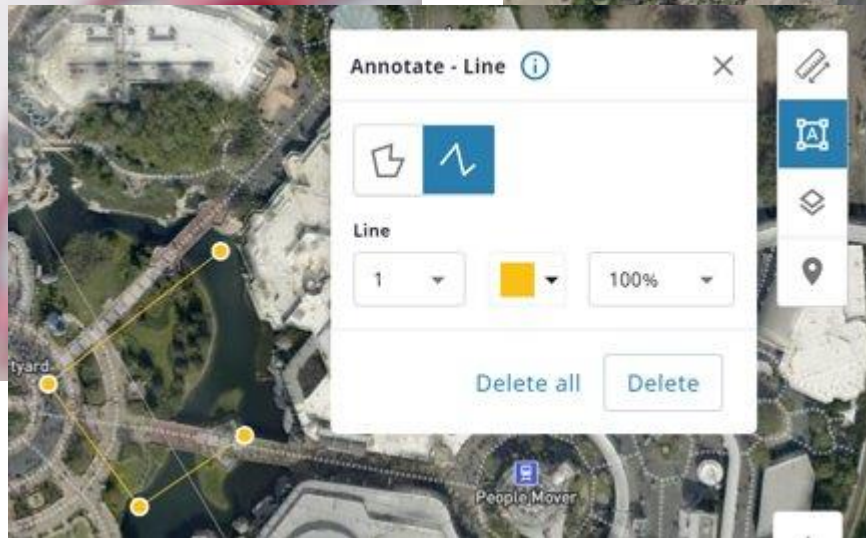 Annotate - Line
A
Line
1
100%
tyard
Delete all
Delete
People Mover